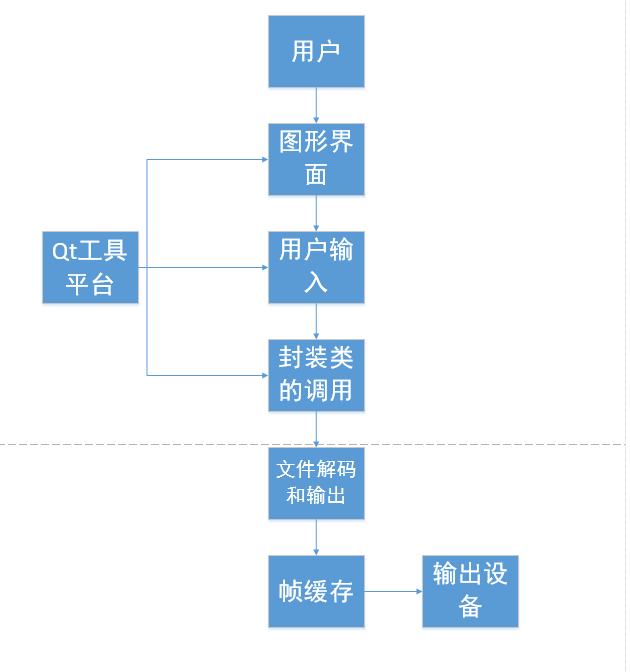 用户
图形界
面
Qt工具
平台
用户输
入
封装类
的调用
文件解码
和输出
帧缓存
输出设
备